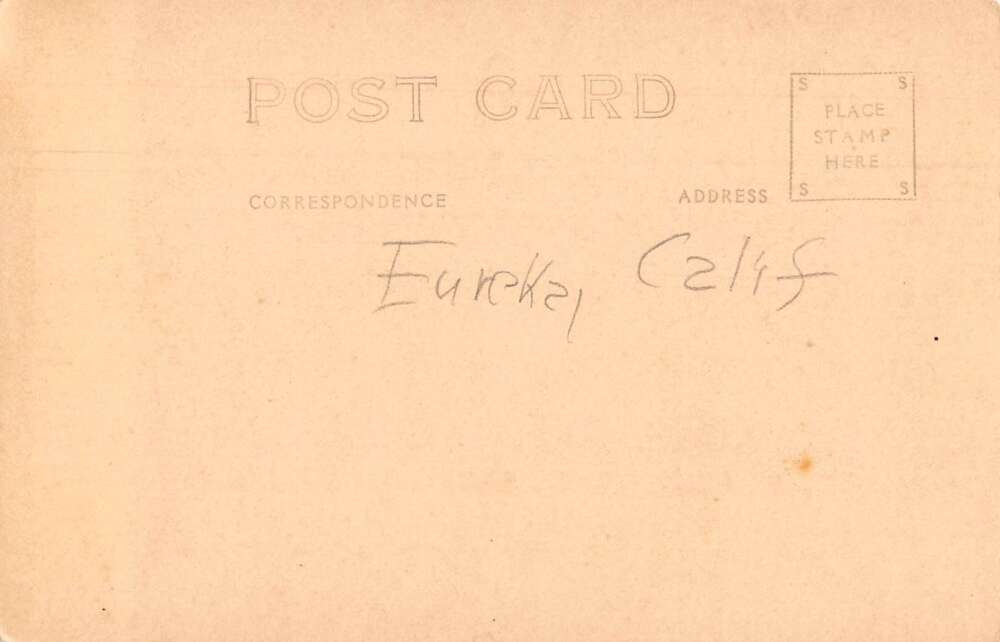 POST CARD
S S
PLACE
STAMP
HERE
S S
CORRESPONDENCE
ADDRESS
Eureka, Calif